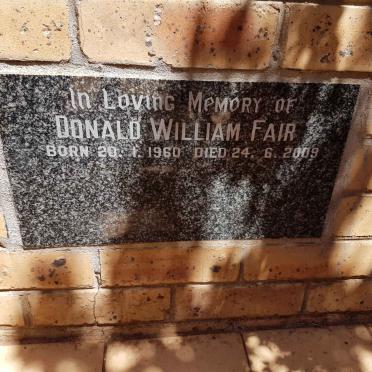 In Loving Memory of
Donald William Fair
Born 20. 1. 1960 Died 24. 6. 2009